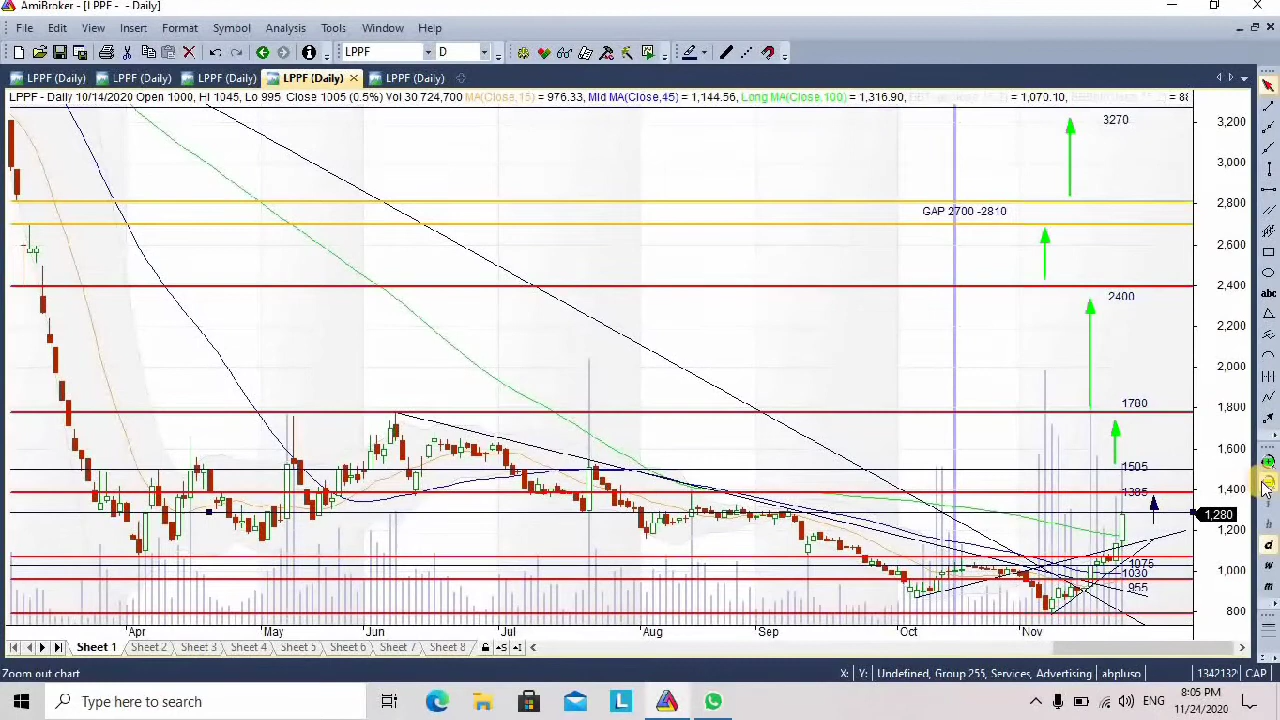 AmiBroker - [LPPF - - Daily]
File Edit View Insert Format Symbol Analysis Tools Window Help
LPPF D
LPPF (Daily) LPPF (Daily) LPPF (Daily) LPPF (Daily) LPPF (Daily)
LPPF - Daily 10/14/2020 Open 1000, Hi 1045, Lo 995 Close 1005 (0.5%) Vol 30 724,700 MA(Close,15) = 976.33, Mid MA(Close,45) = 1,144.56, Long MA(Close,100) = 1,316.90, = 1,070.10, = 88
3270
3,200
3,000
2,800
GAP 2700 -2810
2,600
2,400
2400
2,200
2,000
1,800
1780
1,600
1505
1,400
1385
1,280
1,200
1075
1,000
1030
955
800
Apr May Jun Jul Aug Sep Oct Nov
Sheet 1 Sheet 2 Sheet 3 Sheet 4 Sheet 5 Sheet 6 Sheet 7 Sheet 8
Zoom out chart X: Y: Undefined, Group 255, Services, Advertising ahpluso 1342132 CAP
Type here to search
ENG
8:05 PM
11/24/2020
abc
h
d
w
m